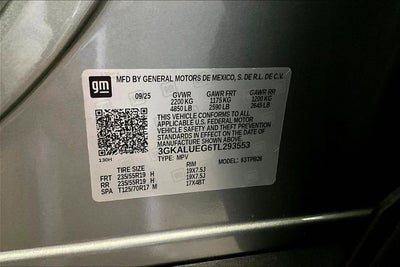 gm MFD BY GENERAL MOTORS DE MEXICO, S. DE R.L. DE C.V.
09/25 GVWR GAWR FRT GAWR RR
2200 KG 1175 KG 1200 KG
4850 LB 2590 LB 2645 LB
THIS VEHICLE CONFORMS TO ALL
APPLICABLE U.S. FEDERAL MOTOR
VEHICLE SAFETY AND THEFT PREVENTION
STANDARDS IN EFFECT ON THE DATE OF
MANUFACTURE SHOWN ABOVE.
3GKALUEG6TL293553
130H TYPE: MPV #3TPB26
TIRE SIZE RIM
FRT 235/55R19 H 19X7.5J
RR 235/55R19 H 19X7.5J
SPA T125/70R17 M 17X4BT